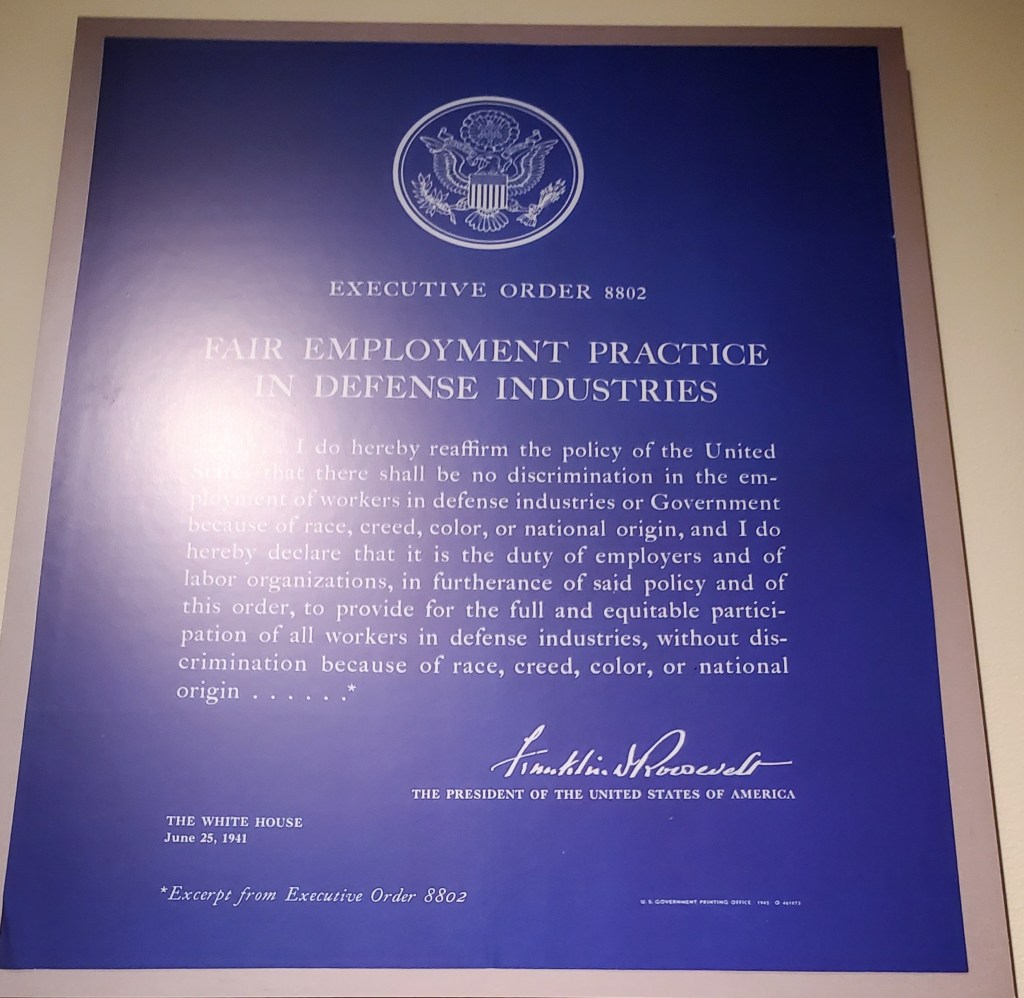 EXECUTIVE ORDER 8802
FAIR EMPLOYMENT PRACTICE
IN DEFENSE INDUSTRIES
I do hereby reaffirm the policy of the United
States that there shall be no discrimination in the em-
ployment of workers in defense industries or Government
because of race, creed, color, or national origin, and I do
hereby declare that it is the duty of employers and of
labor organizations, in furtherance of said policy and of
this order, to provide for the full and equitable partici-
pation of all workers in defense industries, without dis-
crimination because of race, creed, color, or national
origin . . . . . .*
Franklin D Roosevelt
THE PRESIDENT OF THE UNITED STATES OF AMERICA
THE WHITE HOUSE
June 25, 1941
*Excerpt from Executive Order 8802
U. S. GOVERNMENT PRINTING OFFICE